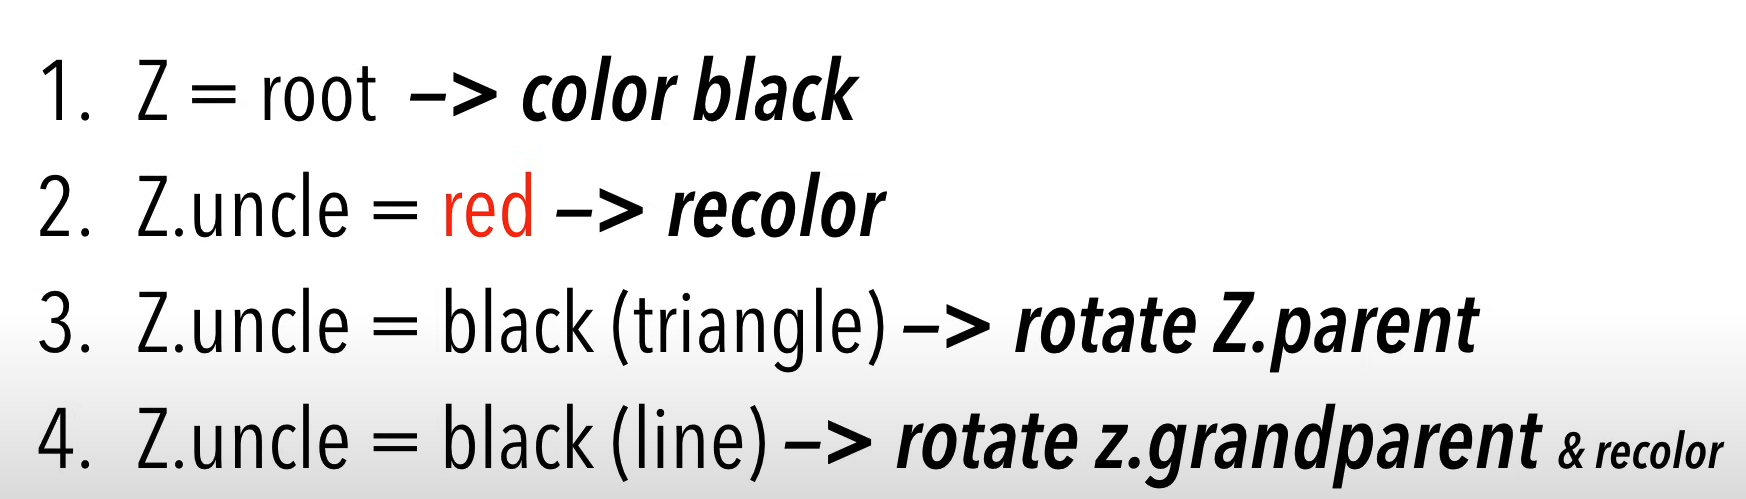 1. Z = root –> color black
2. Z.uncle = red –> recolor
3. Z.uncle = black (triangle) –> rotate Z.parent
4. Z.uncle = black (line) –> rotate z.grandparent & recolor